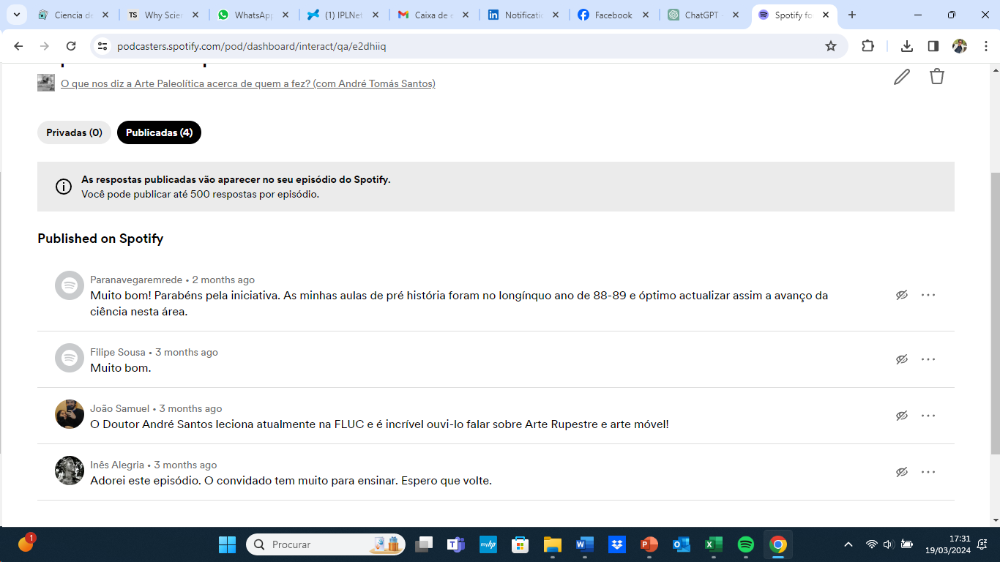 Ciencia de
Why Scien
WhatsApp
(1) IPLNet
Caixa de e
Notificatio
Facebook
ChatGPT
Spotify fo
podcasters.spotify.com/pod/dashboard/interact/qa/e2dhiiq
O que nos diz a Arte Paleolítica acerca de quem a fez? (com André Tomás Santos)
Privadas (0)
Publicadas (4)
As respostas publicadas vão aparecer no seu episódio do Spotify.
Você pode publicar até 500 respostas por episódio.
Published on Spotify
Paranavegaremrede • 2 months ago
Muito bom! Parabéns pela iniciativa. As minhas aulas de pré história foram no longínquo ano de 88-89 e óptimo actualizar assim a avanço da
ciência nesta área.
Filipe Sousa • 3 months ago
Muito bom.
João Samuel • 3 months ago
O Doutor André Santos leciona atualmente na FLUC e é incrível ouvi-lo falar sobre Arte Rupestre e arte móvel!
Inês Alegria • 3 months ago
Adorei este episódio. O convidado tem muito para ensinar. Espero que volte.
1
Procurar
17:31
19/03/2024